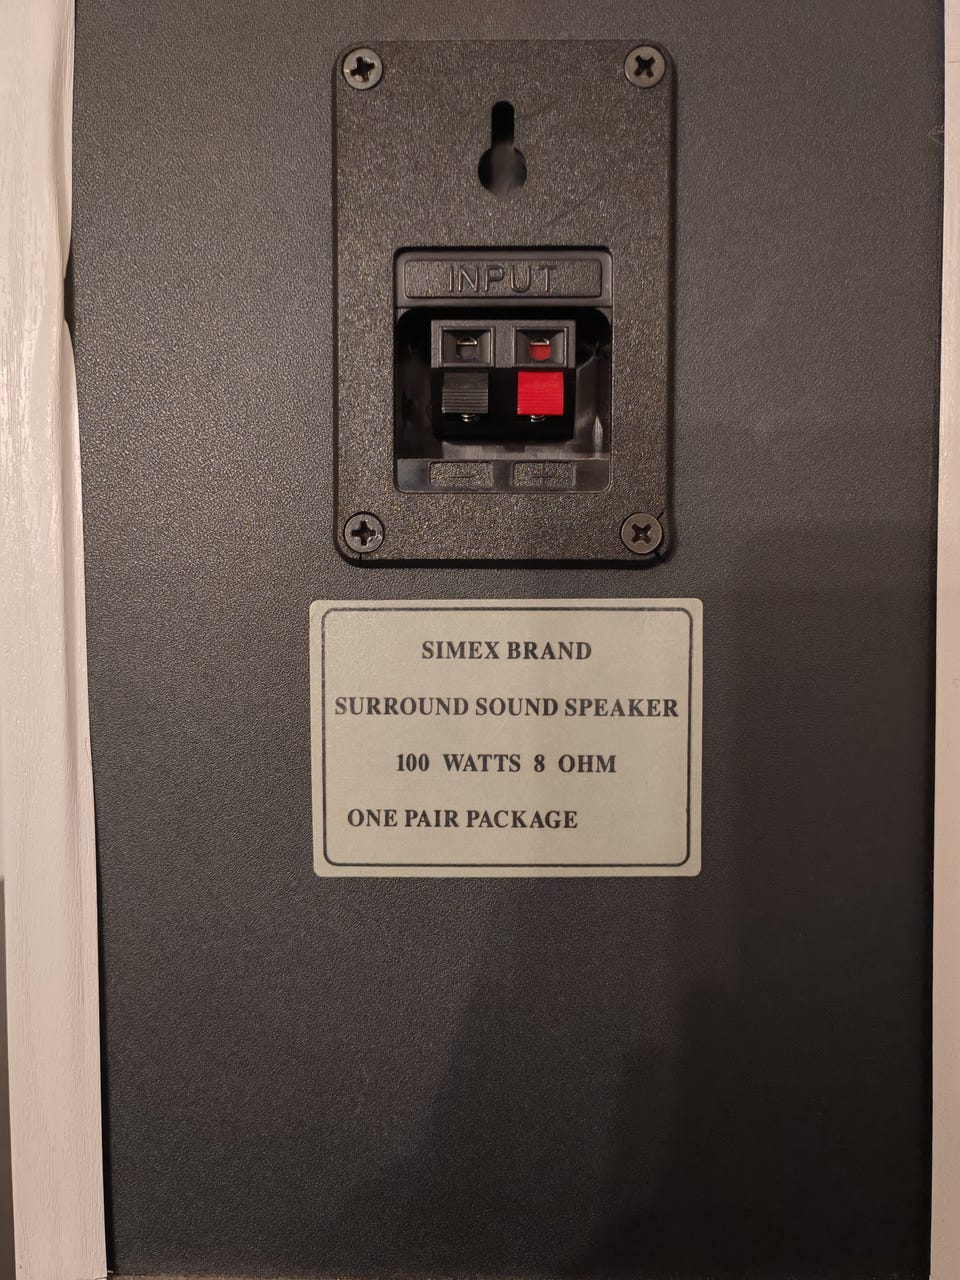 INPUT
- +
SIMEX BRAND
SURROUND SOUND SPEAKER
100 WATTS 8 OHM
ONE PAIR PACKAGE